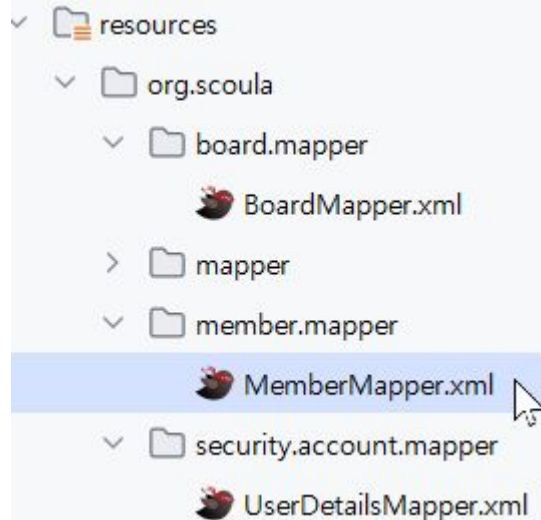 resources
org.scoula
board.mapper
BoardMapper.xml
mapper
member.mapper
MemberMapper.xml
security.account.mapper
UserDetailsMapper.xml